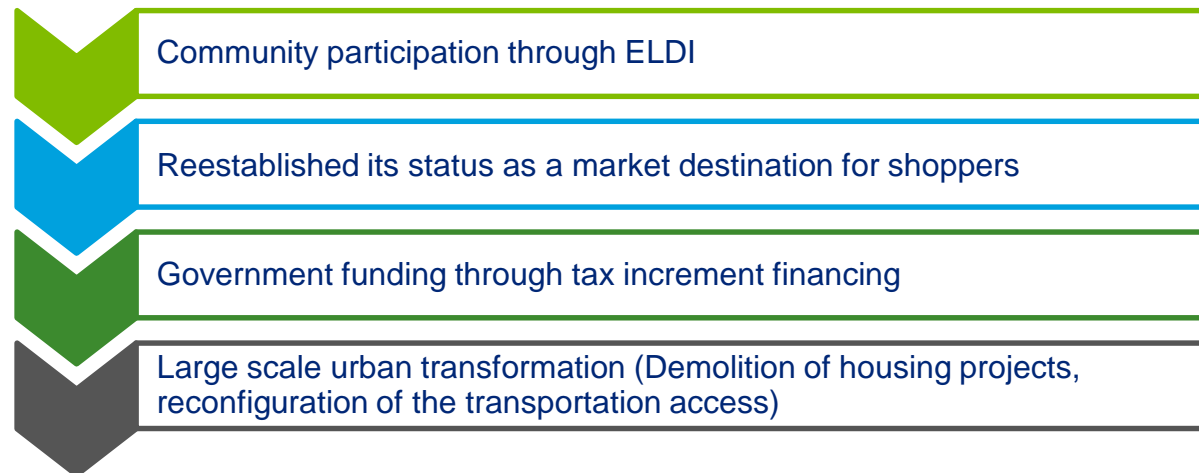 Community participation through ELDI
Reestablished its status as a market destination for shoppers
Government funding through tax increment financing
Large scale urban transformation (Demolition of housing projects,
reconfiguration of the transportation access)